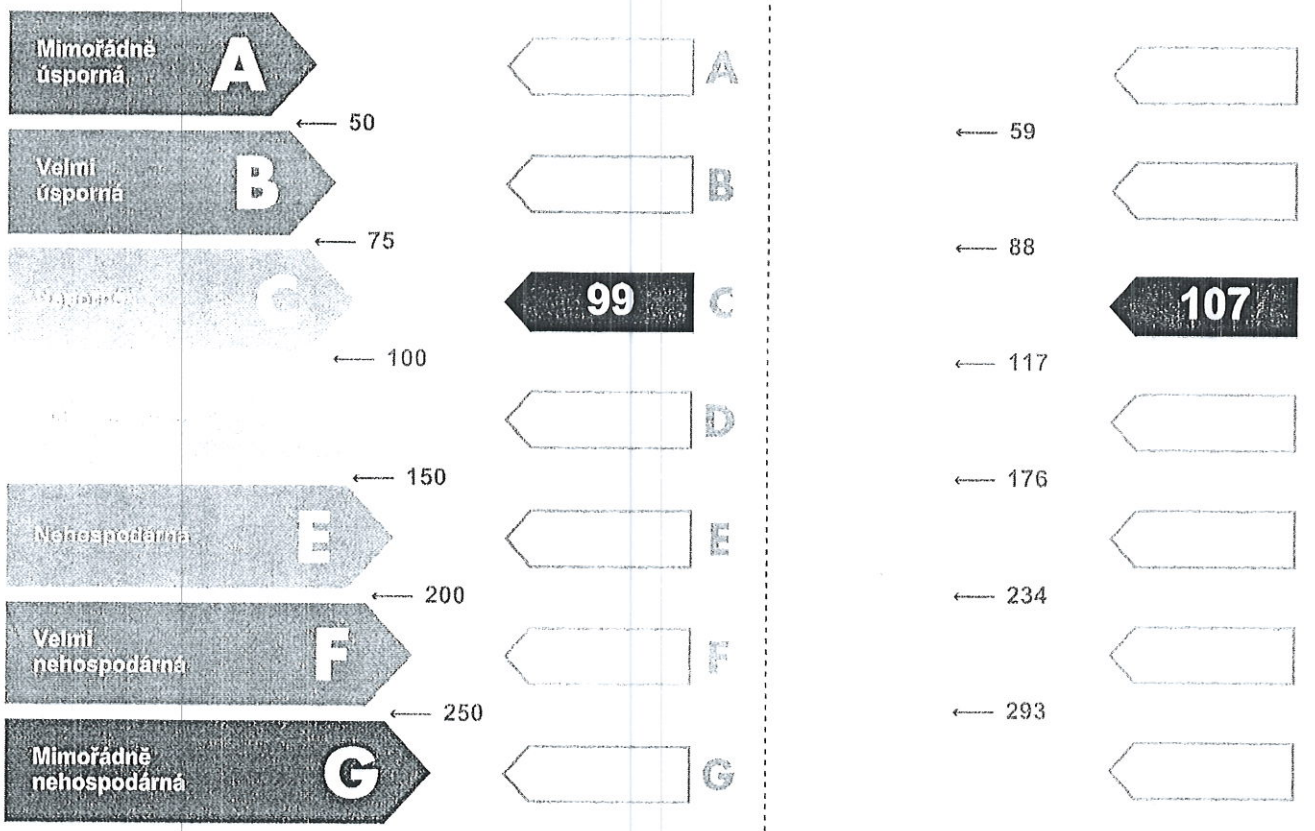 Mimořádně
úsporná
A
A
← 50
← 59
Velmi
úsporná
B
B
← 75
← 88
C
99
C
107
← 100
← 117
D
← 150
← 176
Nehospodárná
E
E
← 200
← 234
Velmi
nehospodárná
F
F
← 250
← 293
Mimořádně
nehospodárná
G
G